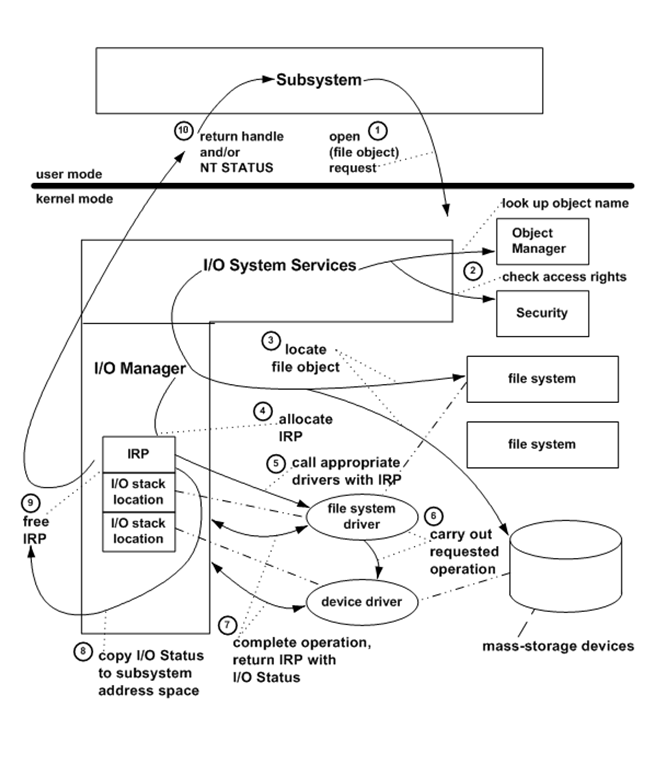 Subsystem
10
return handle
and/or
NT STATUS
open
1
(file object)
request
user mode
kernel mode
look up object name
Object
Manager
I/O System Services
2
check access rights
Security
3
locate
file object
I/O Manager
file system
4
allocate
IRP
file system
IRP
5
call appropriate
drivers with IRP
I/O stack
location
9
free
IRP
I/O stack
location
file system
driver
6
carry out
requested
operation
device driver
7
complete operation,
return IRP with
I/O Status
mass-storage devices
8
copy I/O Status
to subsystem
address space